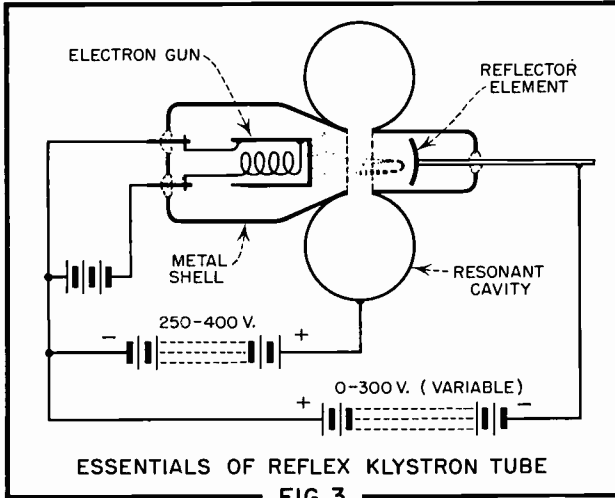 ELECTRON GUN
REFLECTOR
ELEMENT
METAL
SHELL
RESONANT
CAVITY
- 250-400 V. +
+ 0-300 V. (VARIABLE) -
ESSENTIALS OF REFLEX KLYSTRON TUBE
FIG 3